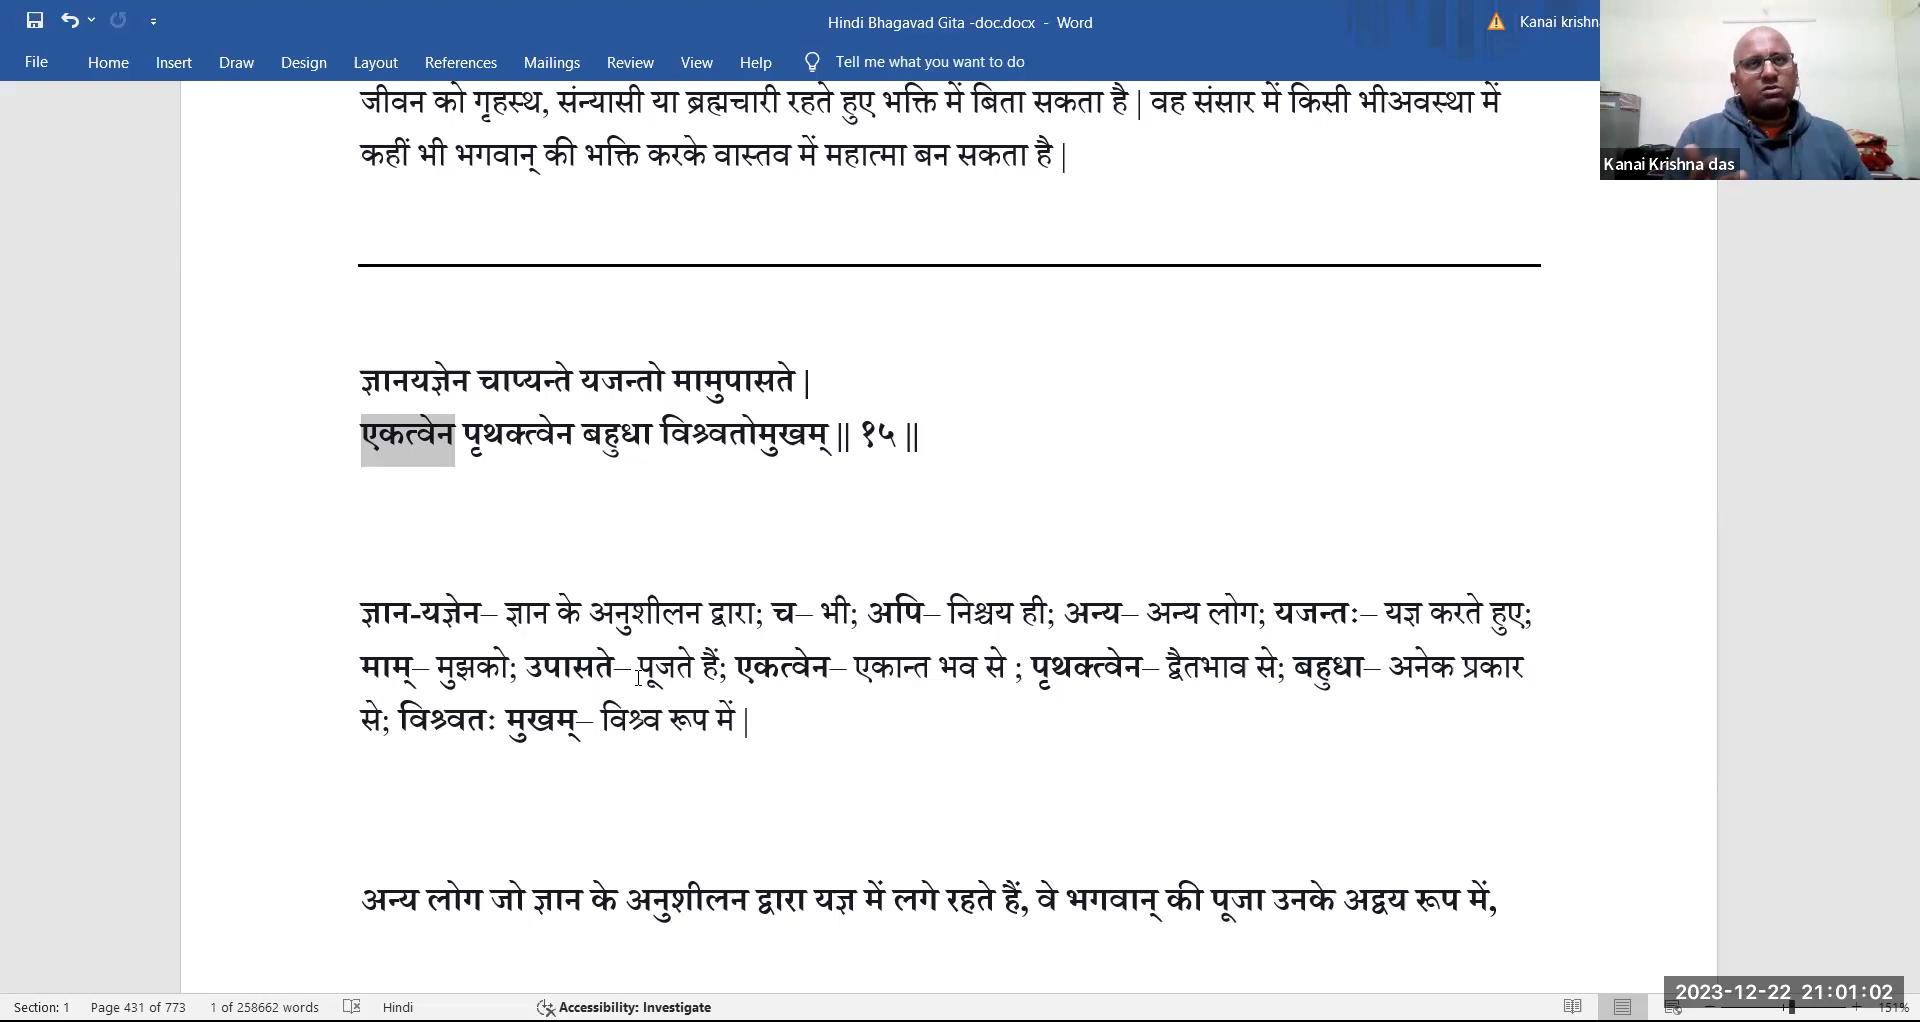 Hindi Bhagavad Gita -doc.docx - Word
Kanai krishn
File Home Insert Draw Design Layout References Mailings Review View Help Tell me what you want to do
जीवन को गृहस्थ, संन्यासी या ब्रह्मचारी रहते हुए भक्ति में बिता सकता है | वह संसार में किसी भीअवस्था में
कहीं भी भगवान् की भक्ति करके वास्तव में महात्मा बन सकता है |
Kanai Krishna das
ज्ञानयज्ञेन चाप्यन्ते यजन्तो मामुपासते |
एकत्वेन पृथक्त्वेन बहुधा विश्र्वतोमुखम् || १५ ||
ज्ञान-यज्ञेन– ज्ञान के अनुशीलन द्वारा; च– भी; अपि– निश्चय ही; अन्य– अन्य लोग; यजन्तः– यज्ञ करते हुए;
माम्– मुझको; उपासते– पूजते हैं; एकत्वेन– एकान्त भव से ; पृथक्त्वेन– द्वैतभाव से; बहुधा– अनेक प्रकार
से; विश्र्वतः मुखम्– विश्र्व रूप में |
अन्य लोग जो ज्ञान के अनुशीलन द्वारा यज्ञ में लगे रहते हैं, वे भगवान् की पूजा उनके अद्वय रूप में,
2023-12-22 21:01:02
Section: 1 Page 431 of 773 1 of 258662 words Hindi Accessibility: Investigate 151%